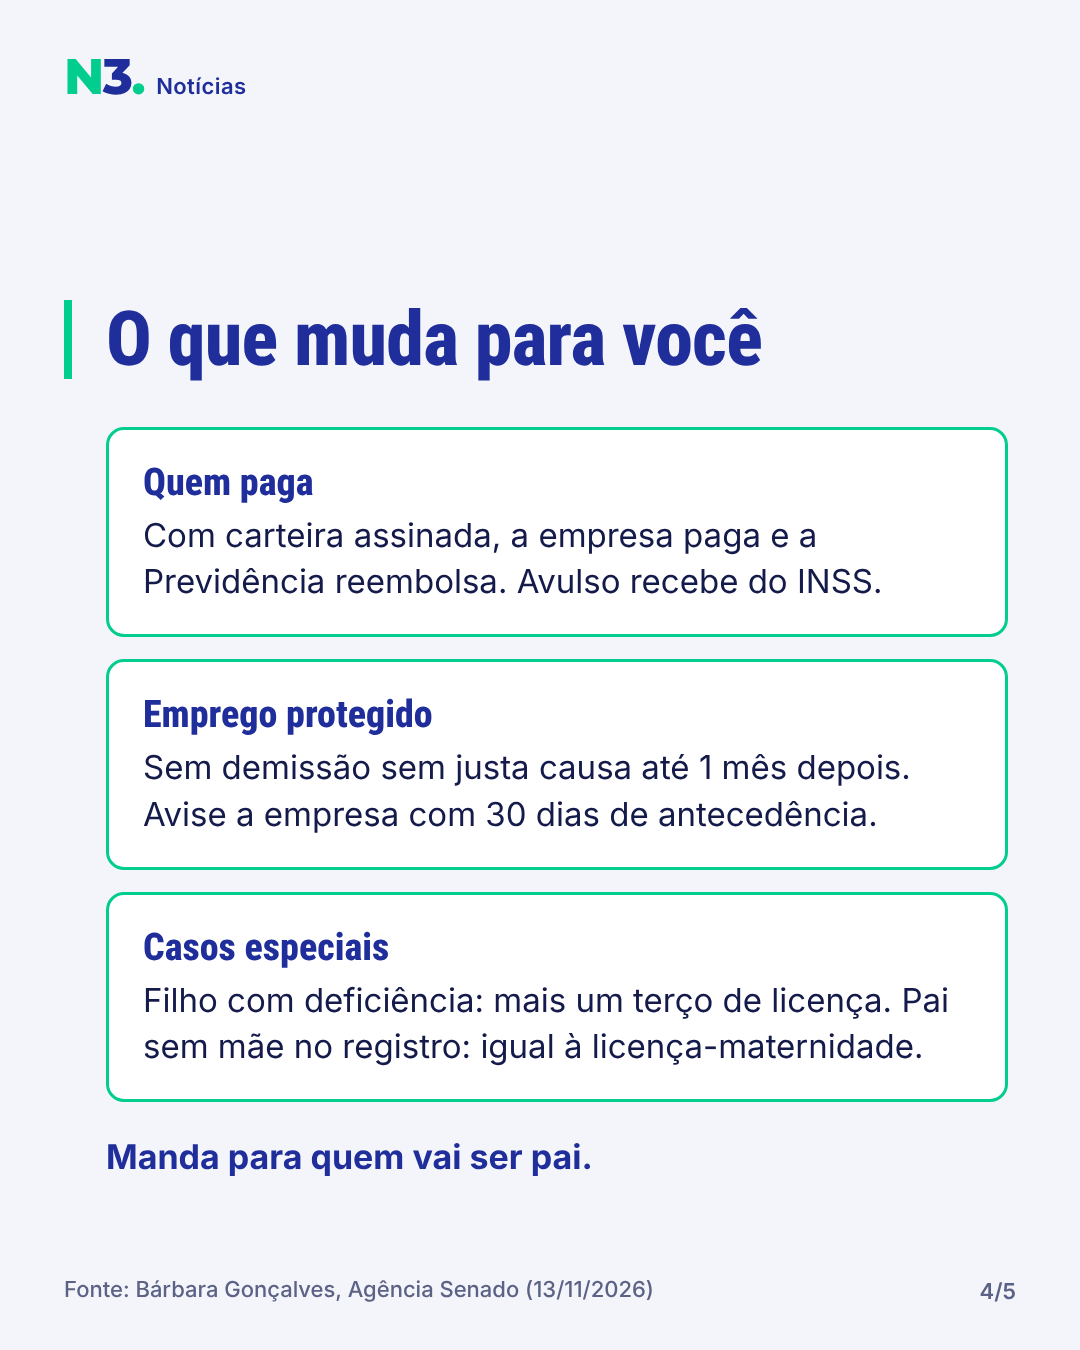 N3. Notícias
O que muda para você
Quem paga
Com carteira assinada, a empresa paga e a
Previdência reembolsa. Avulso recebe do INSS.
Emprego protegido
Sem demissão sem justa causa até 1 mês depois.
Avise a empresa com 30 dias de antecedência.
Casos especiais
Filho com deficiência: mais um terço de licença. Pai
sem mãe no registro: igual à licença-maternidade.
Manda para quem vai ser pai.
Fonte: Bárbara Gonçalves, Agência Senado (13/11/2026)
4/5